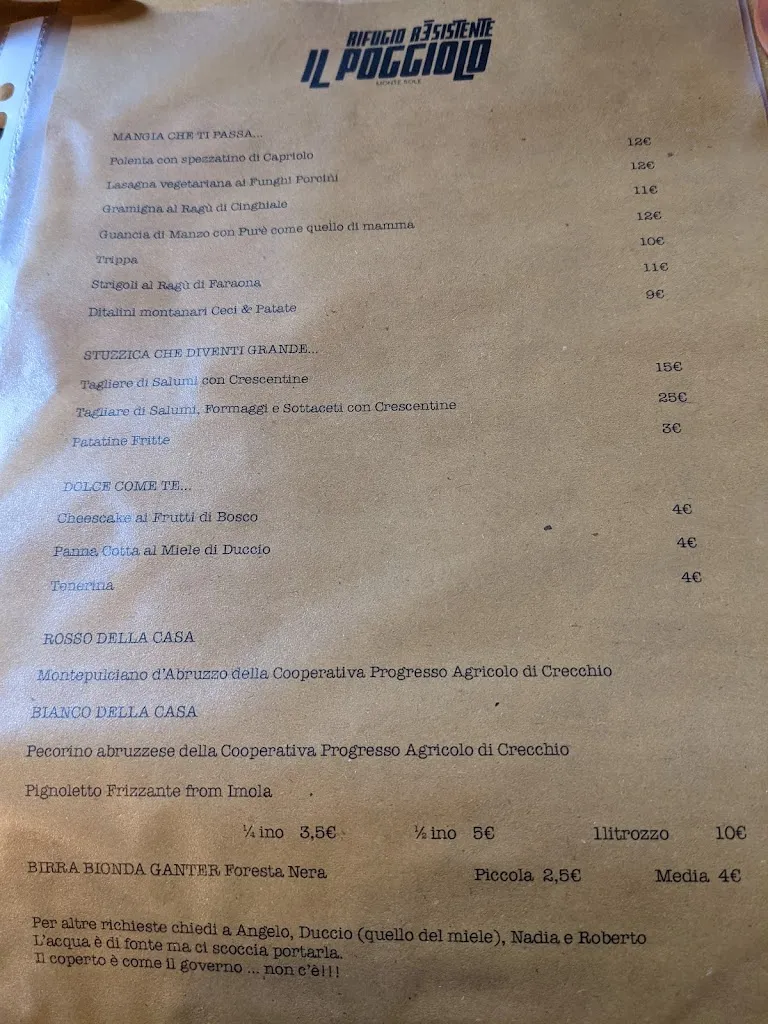 RIFUGIO RƎSISTENTE
IL POGGIOLO
MONTE SOLE
MANGIA CHE TI PASSA...
Polenta con spezzatino di Capriolo 12€
Lasagna vegetariana ai Funghi Porcini 12€
Gramigna al Ragù di Cinghiale 11€
Guancia di Manzo con Purè come quello di mamma 12€
Trippa 10€
Strigoli al Ragù di Faraona 11€
Ditalini montanari Ceci & Patate 9€
STUZZICA CHE DIVENTI GRANDE...
Tagliere di Salumi con Crescentine 15€
Tagliare di Salumi, Formaggi e Sottaceti con Crescentine 25€
Patatine Fritte 3€
DOLCE COME TE...
Cheescake ai Frutti di Bosco 4€
Panna Cotta al Miele di Duccio 4€
Tenerina 4€
ROSSO DELLA CASA
Montepulciano d'Abruzzo della Cooperativa Progresso Agricolo di Crecchio
BIANCO DELLA CASA
Pecorino abruzzese della Cooperativa Progresso Agricolo di Crecchio
Pignoletto Frizzante from Imola
¼ ino 3,5€ ½ ino 5€ 1litrozzo 10€
BIRRA BIONDA GANTER Foresta Nera Piccola 2,5€ Media 4€
Per altre richieste chiedi a Angelo, Duccio (quello del miele), Nadia e Roberto
L'acqua è di fonte ma ci scoccia portarla.
Il coperto è come il governo ... non c'è!!!